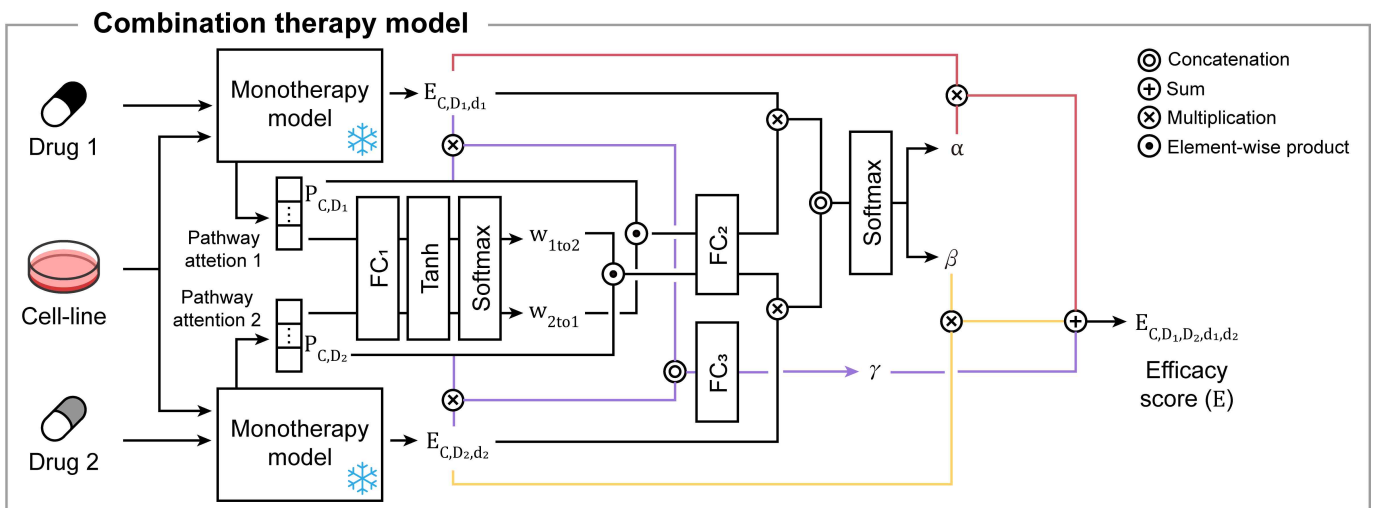 Combination therapy model
Drug 1
Cell-line
Drug 2
Monotherapy
model
Pathway
attetion 1
Pathway
attention 2
Monotherapy
model
E_{C,D₁,d₁}
P_{C,D₁}
P_{C,D₂}
E_{C,D₂,d₂}
FC₁
Tanh
Softmax
w_{1to2}
w_{2to1}
FC₂
FC₃
Softmax
α
β
γ
Concatenation
Sum
Multiplication
Element-wise product
E_{C,D₁,D₂,d₁,d₂}
Efficacy
score (E)